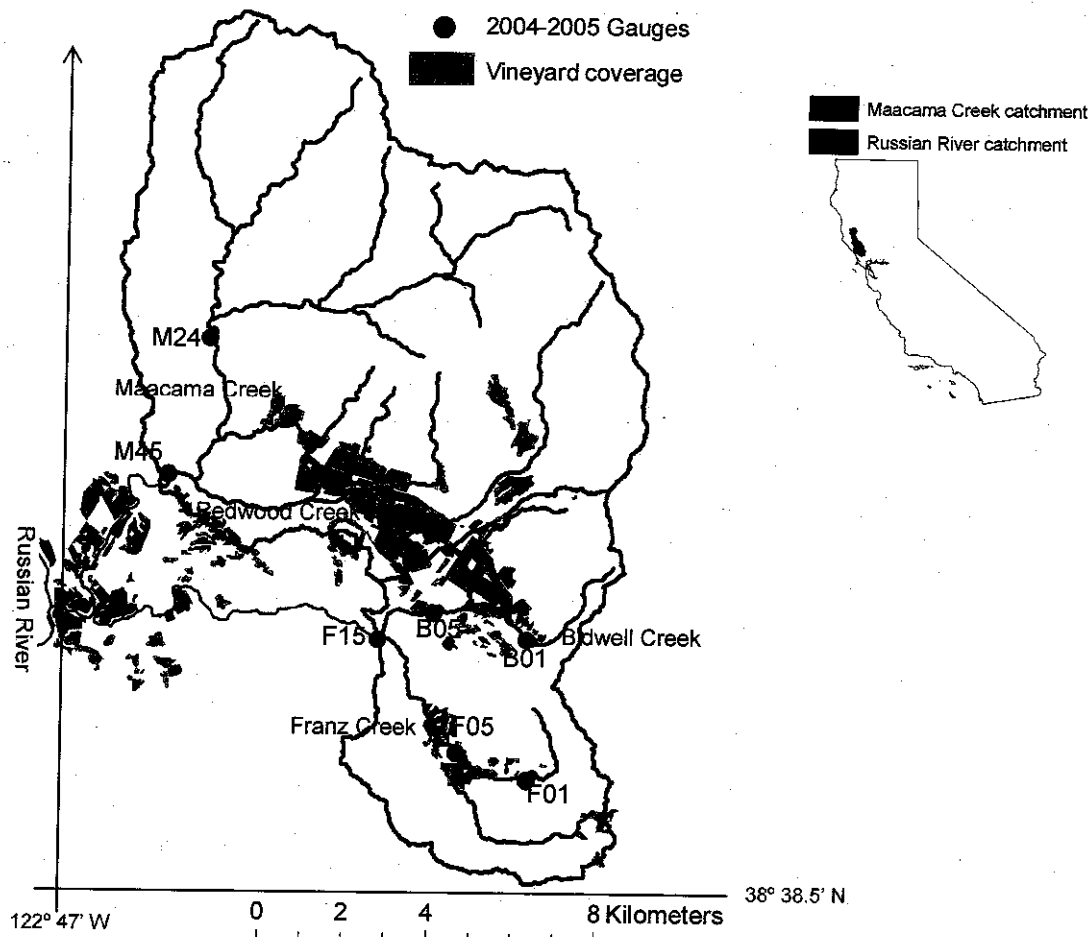 2004-2005 Gauges
Vineyard coverage
Maacama Creek catchment
Russian River catchment
M24
Maacama Creek
M45
Redwood Creek
Russian River
F15
B05
B01
Bidwell Creek
Franz Creek
F05
F01
38° 38.5' N
122° 47' W
0 2 4 8 Kilometers